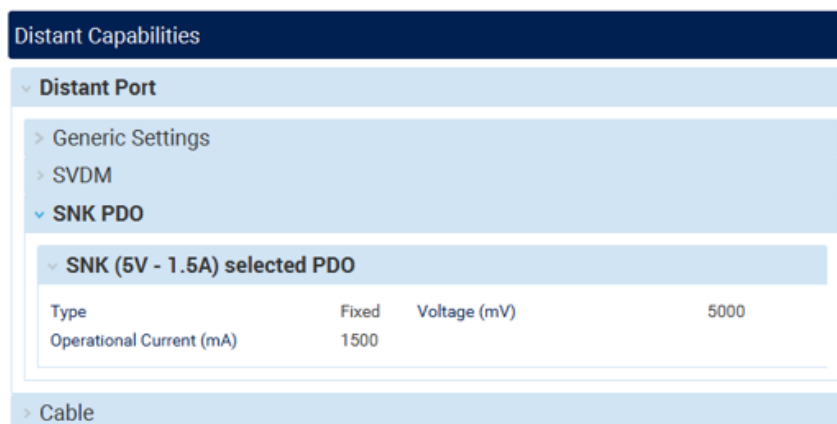 Distant Capabilities
Distant Port
Generic Settings
SVDM
SNK PDO
SNK (5V - 1.5A) selected PDO
Type Fixed Voltage (mV) 5000
Operational Current (mA) 1500
Cable